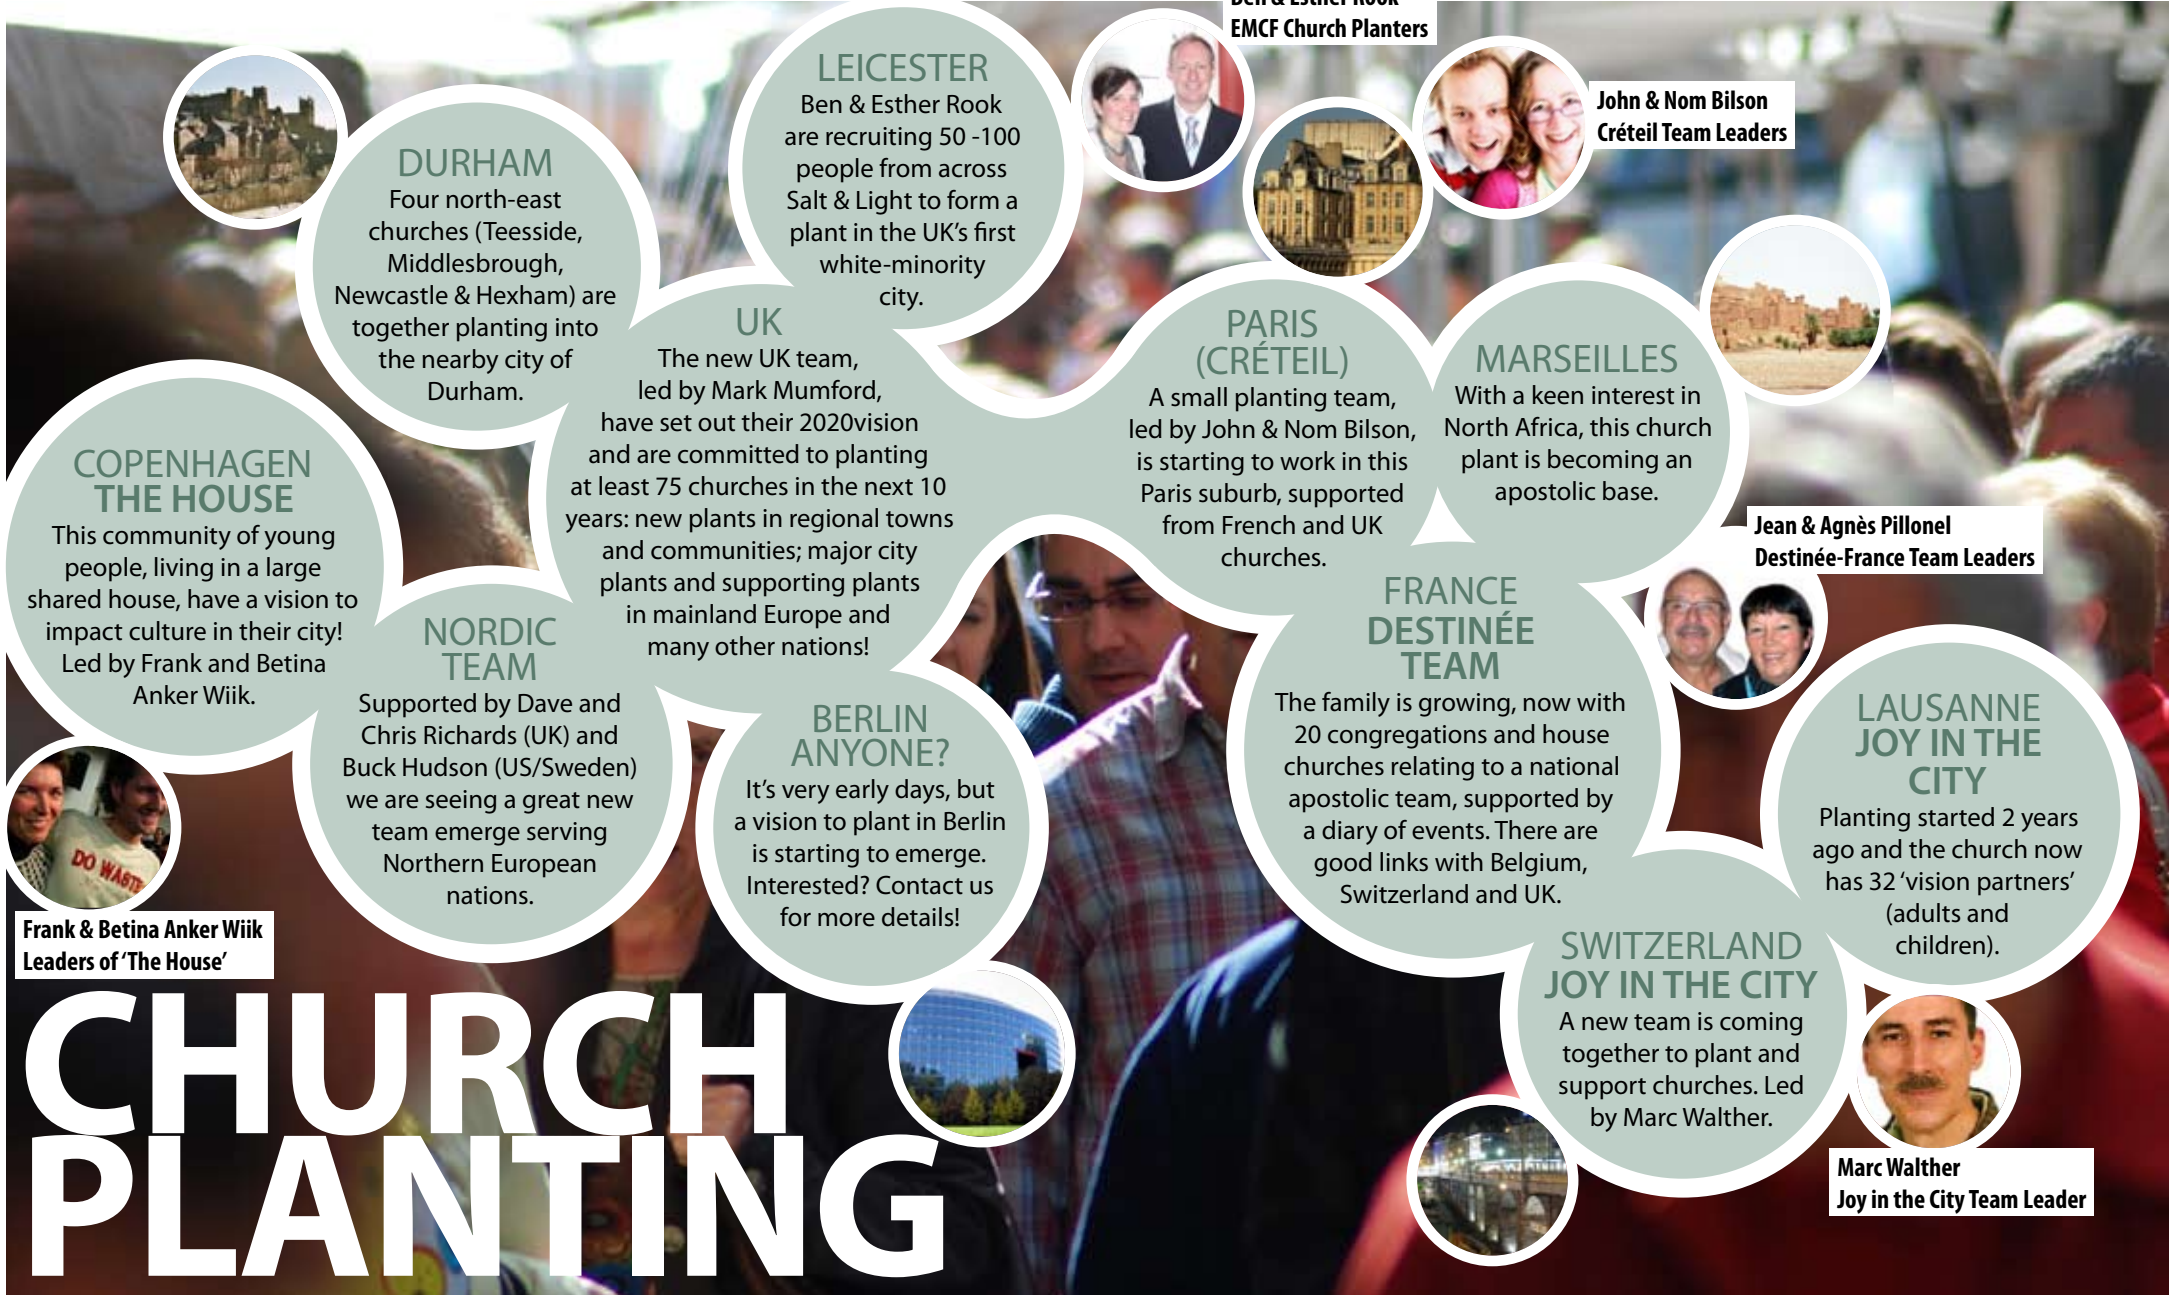 Ben & Esther Rook
EMCF Church Planters
John & Nom Bilson
Créteil Team Leaders
LEICESTER
Ben & Esther Rook
are recruiting 50 -100
people from across
Salt & Light to form a
plant in the UK's first
white-minority
city.
DURHAM
Four north-east
churches (Teesside,
Middlesbrough,
Newcastle & Hexham) are
together planting into
the nearby city of
Durham.
UK
The new UK team,
led by Mark Mumford,
have set out their 2020vision
and are committed to planting
at least 75 churches in the next 10
years: new plants in regional towns
and communities; major city
plants and supporting plants
in mainland Europe and
many other nations!
PARIS
(CRÉTEIL)
A small planting team,
led by John & Nom Bilson,
is starting to work in this
Paris suburb, supported
from French and UK
churches.
MARSEILLES
With a keen interest in
North Africa, this church
plant is becoming an
apostolic base.
COPENHAGEN
THE HOUSE
This community of young
people, living in a large
shared house, have a vision to
impact culture in their city!
Led by Frank and Betina
Anker Wiik.
NORDIC
TEAM
Supported by Dave and
Chris Richards (UK) and
Buck Hudson (US/Sweden)
we are seeing a great new
team emerge serving
Northern European
nations.
BERLIN
ANYONE?
It's very early days, but
a vision to plant in Berlin
is starting to emerge.
Interested? Contact us
for more details!
FRANCE
DESTINÉE
TEAM
The family is growing, now with
20 congregations and house
churches relating to a national
apostolic team, supported by
a diary of events. There are
good links with Belgium,
Switzerland and UK.
Jean & Agnès Pillonel
Destinée-France Team Leaders
LAUSANNE
JOY IN THE
CITY
Planting started 2 years
ago and the church now
has 32 'vision partners'
(adults and
children).
SWITZERLAND
JOY IN THE CITY
A new team is coming
together to plant and
support churches. Led
by Marc Walther.
Marc Walther
Joy in the City Team Leader
DO WASTE
Frank & Betina Anker Wiik
Leaders of 'The House'
CHURCH
PLANTING